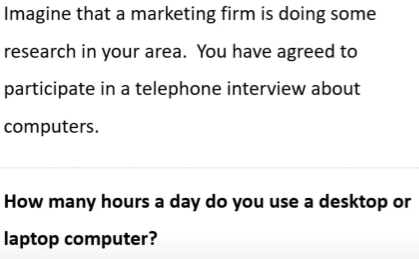 Imagine that a marketing firm is doing some
research in your area.  You have agreed to
participate in a telephone interview about
computers.
How many hours a day do you use a desktop or
laptop computer?